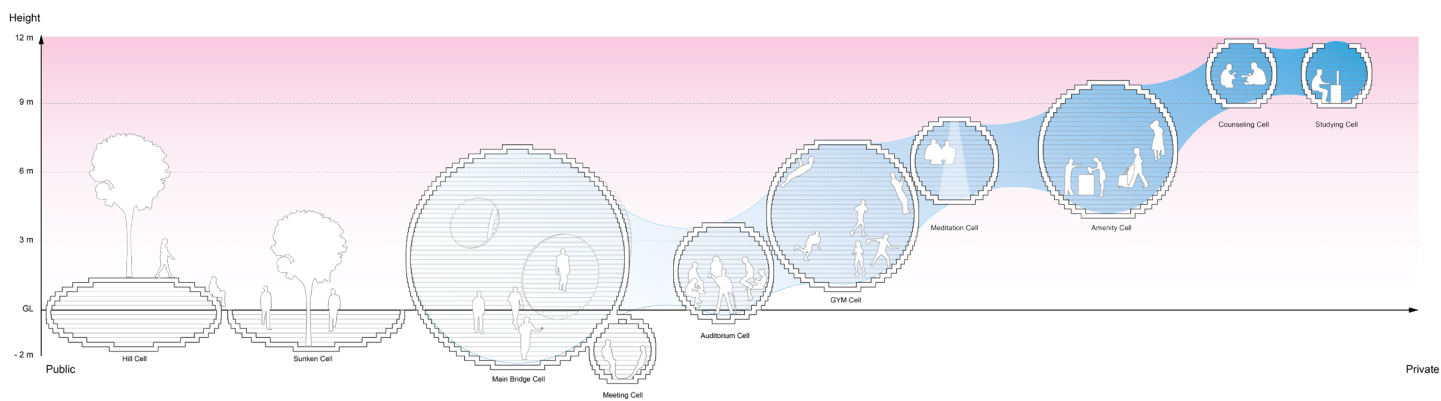 Height
12 m
9 m
6 m
3 m
GL
- 2 m
Public
Private
Hill Cell
Sunken Cell
Main Bridge Cell
Meeting Cell
Auditorium Cell
GYM Cell
Meditation Cell
Amenity Cell
Counseling Cell
Studying Cell